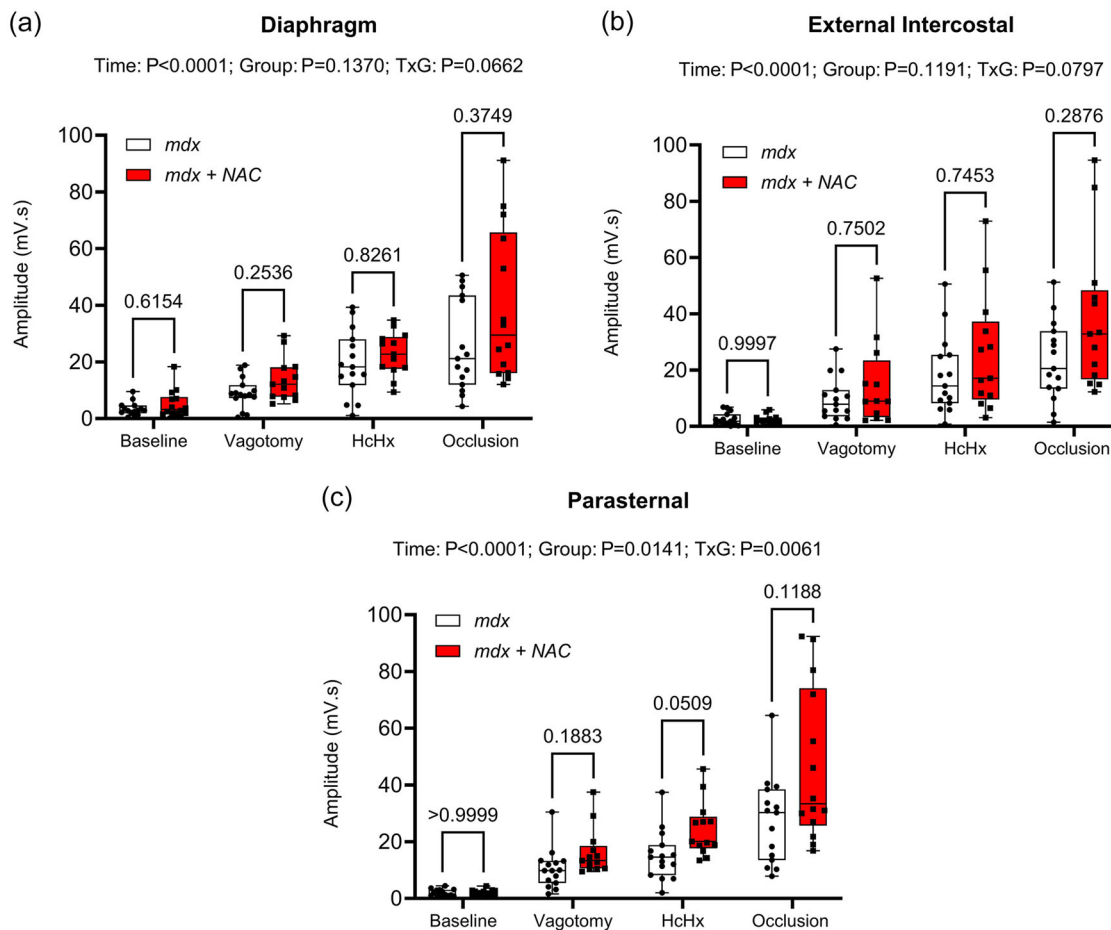 (a)
Diaphragm
Time: P<0.0001; Group: P=0.1370; TxG: P=0.0662
Amplitude (mV.s)
100
80
60
40
20
0
mdx
mdx + NAC
0.6154
0.2536
0.8261
0.3749
Baseline
Vagotomy
HcHx
Occlusion
(b)
External Intercostal
Time: P<0.0001; Group: P=0.1191; TxG: P=0.0797
Amplitude (mV.s)
100
80
60
40
20
0
mdx
mdx + NAC
0.9997
0.7502
0.7453
0.2876
Baseline
Vagotomy
HcHx
Occlusion
(c)
Parasternal
Time: P<0.0001; Group: P=0.0141; TxG: P=0.0061
Amplitude (mV.s)
100
80
60
40
20
0
mdx
mdx + NAC
>0.9999
0.1883
0.0509
0.1188
Baseline
Vagotomy
HcHx
Occlusion